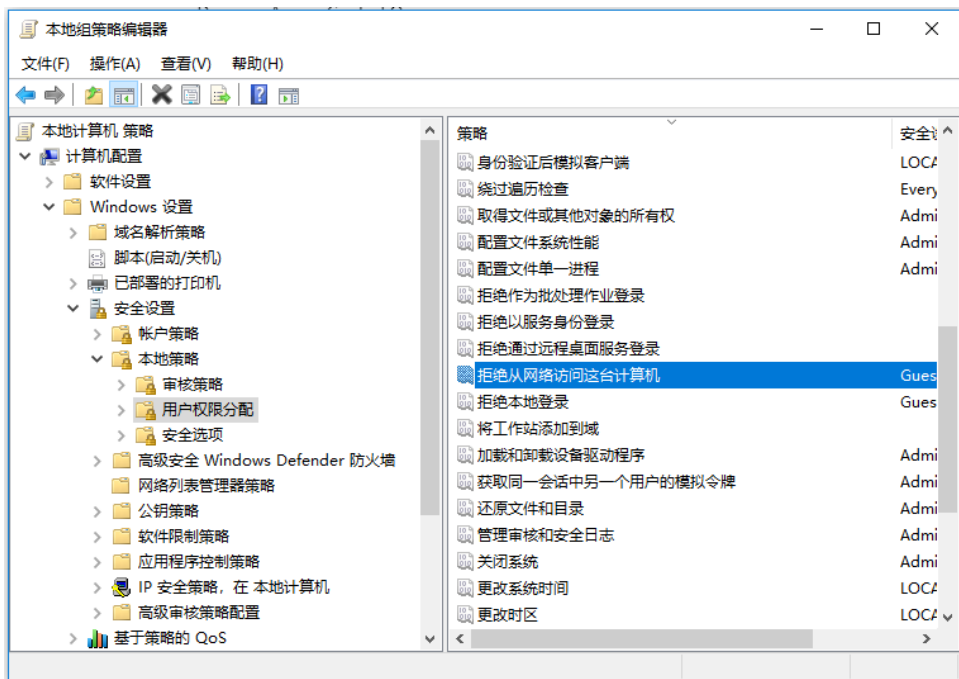 本地组策略编辑器
文件(F) 操作(A) 查看(V) 帮助(H)
本地计算机 策略
计算机配置
软件设置
Windows 设置
域名解析策略
脚本(启动/关机)
已部署的打印机
安全设置
帐户策略
本地策略
审核策略
用户权限分配
安全选项
高级安全 Windows Defender 防火墙
网络列表管理器策略
公钥策略
软件限制策略
应用程序控制策略
IP 安全策略，在 本地计算机
高级审核策略配置
基于策略的 QoS
策略 安全
身份验证后模拟客户端 LOCA
绕过遍历检查 Every
取得文件或其他对象的所有权 Admi
配置文件系统性能 Admi
配置文件单一进程 Admi
拒绝作为批处理作业登录
拒绝以服务身份登录
拒绝通过远程桌面服务登录
拒绝从网络访问这台计算机 Gues
拒绝本地登录 Gues
将工作站添加到域
加载和卸载设备驱动程序 Admi
获取同一会话中另一个用户的模拟令牌 Admi
还原文件和目录 Admi
管理审核和安全日志 Admi
关闭系统 Admi
更改系统时间 LOCA
更改时区 LOCA